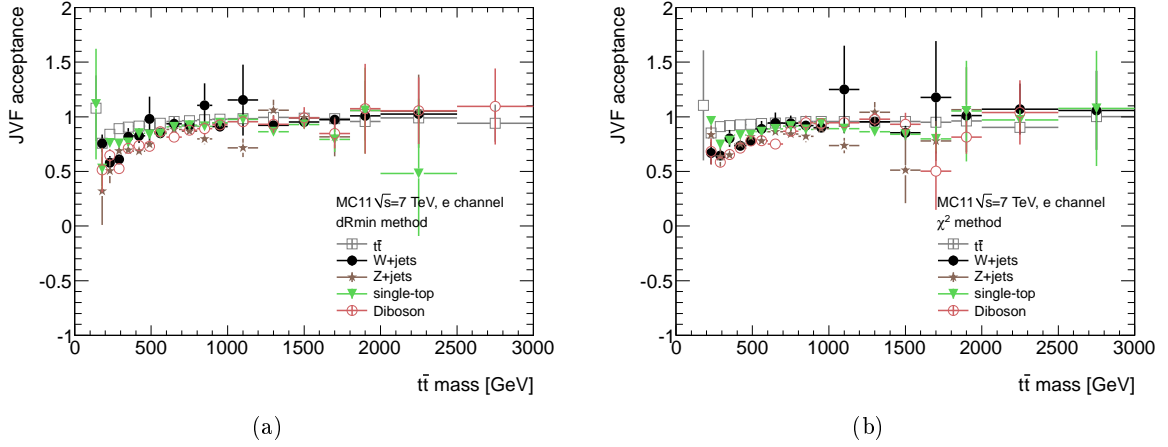 JVF acceptance
1.5
1
0.5
0
-0.5
-1
MC11 √s=7 TeV, e channel
dRmin method
tt̄
W+jets
Z+jets
single-top
Diboson
0 500 1000 1500 2000 2500 3000
tt̄ mass [GeV]
(a)
JVF acceptance
2
1.5
1
0.5
0
-0.5
-1
MC11 √s=7 TeV, e channel
χ² method
tt̄
W+jets
Z+jets
single-top
Diboson
0 500 1000 1500 2000 2500 3000
tt̄ mass [GeV]
(b)